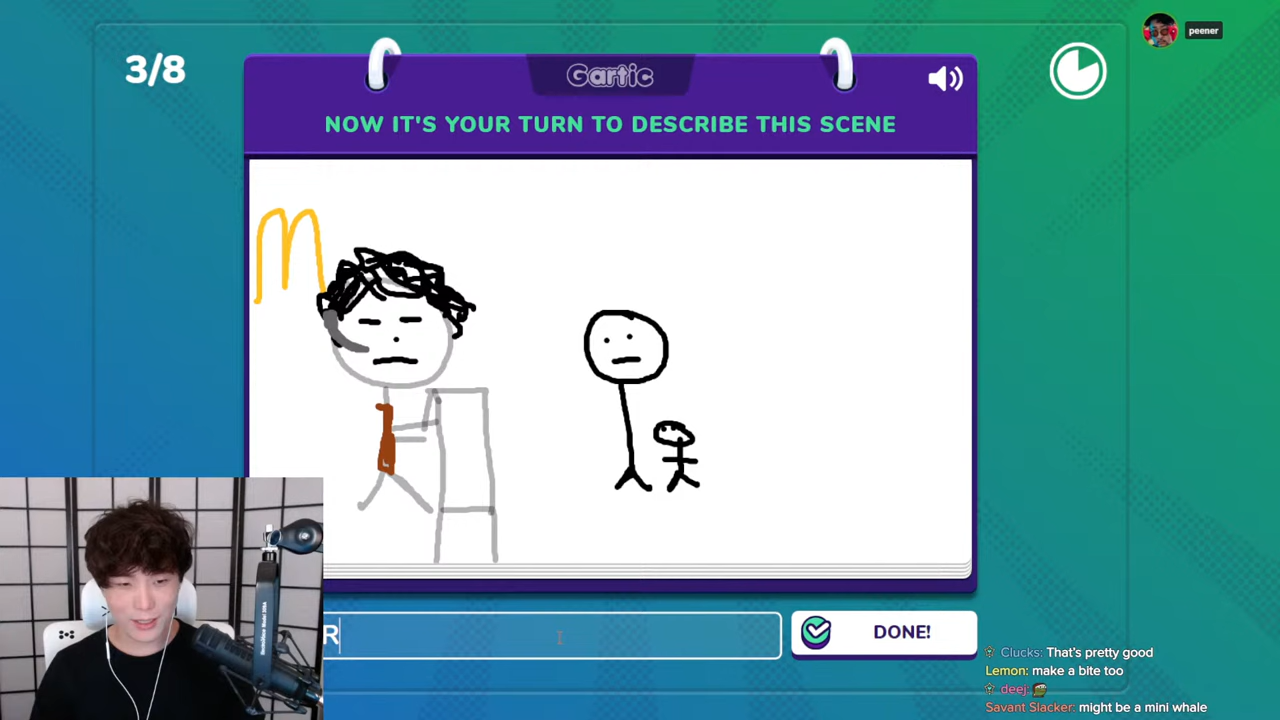 peener
3/8
Gartic
NOW IT'S YOUR TURN TO DESCRIBE THIS SCENE
M
R
DONE!
Clucks: That's pretty good
Lemon: make a bite too
deej:
Savant Slacker: might be a mini whale